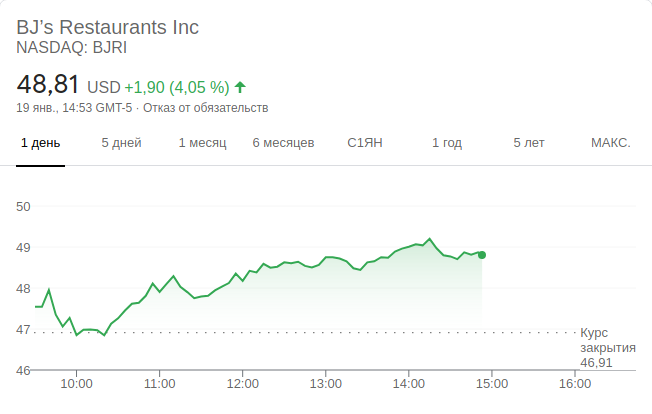 BJ’s Restaurants Inc
NASDAQ: BJRI
48,81 USD +1,90 (4,05 %)
19 янв., 14:53 GMT-5 · Отказ от обязательств
1 день 5 дней 1 месяц 6 месяцев С1ЯН 1 год 5 лет МАКС.
50
49
48
47
Курс
закрытия
46,91
46
10:00 11:00 12:00 13:00 14:00 15:00 16:00